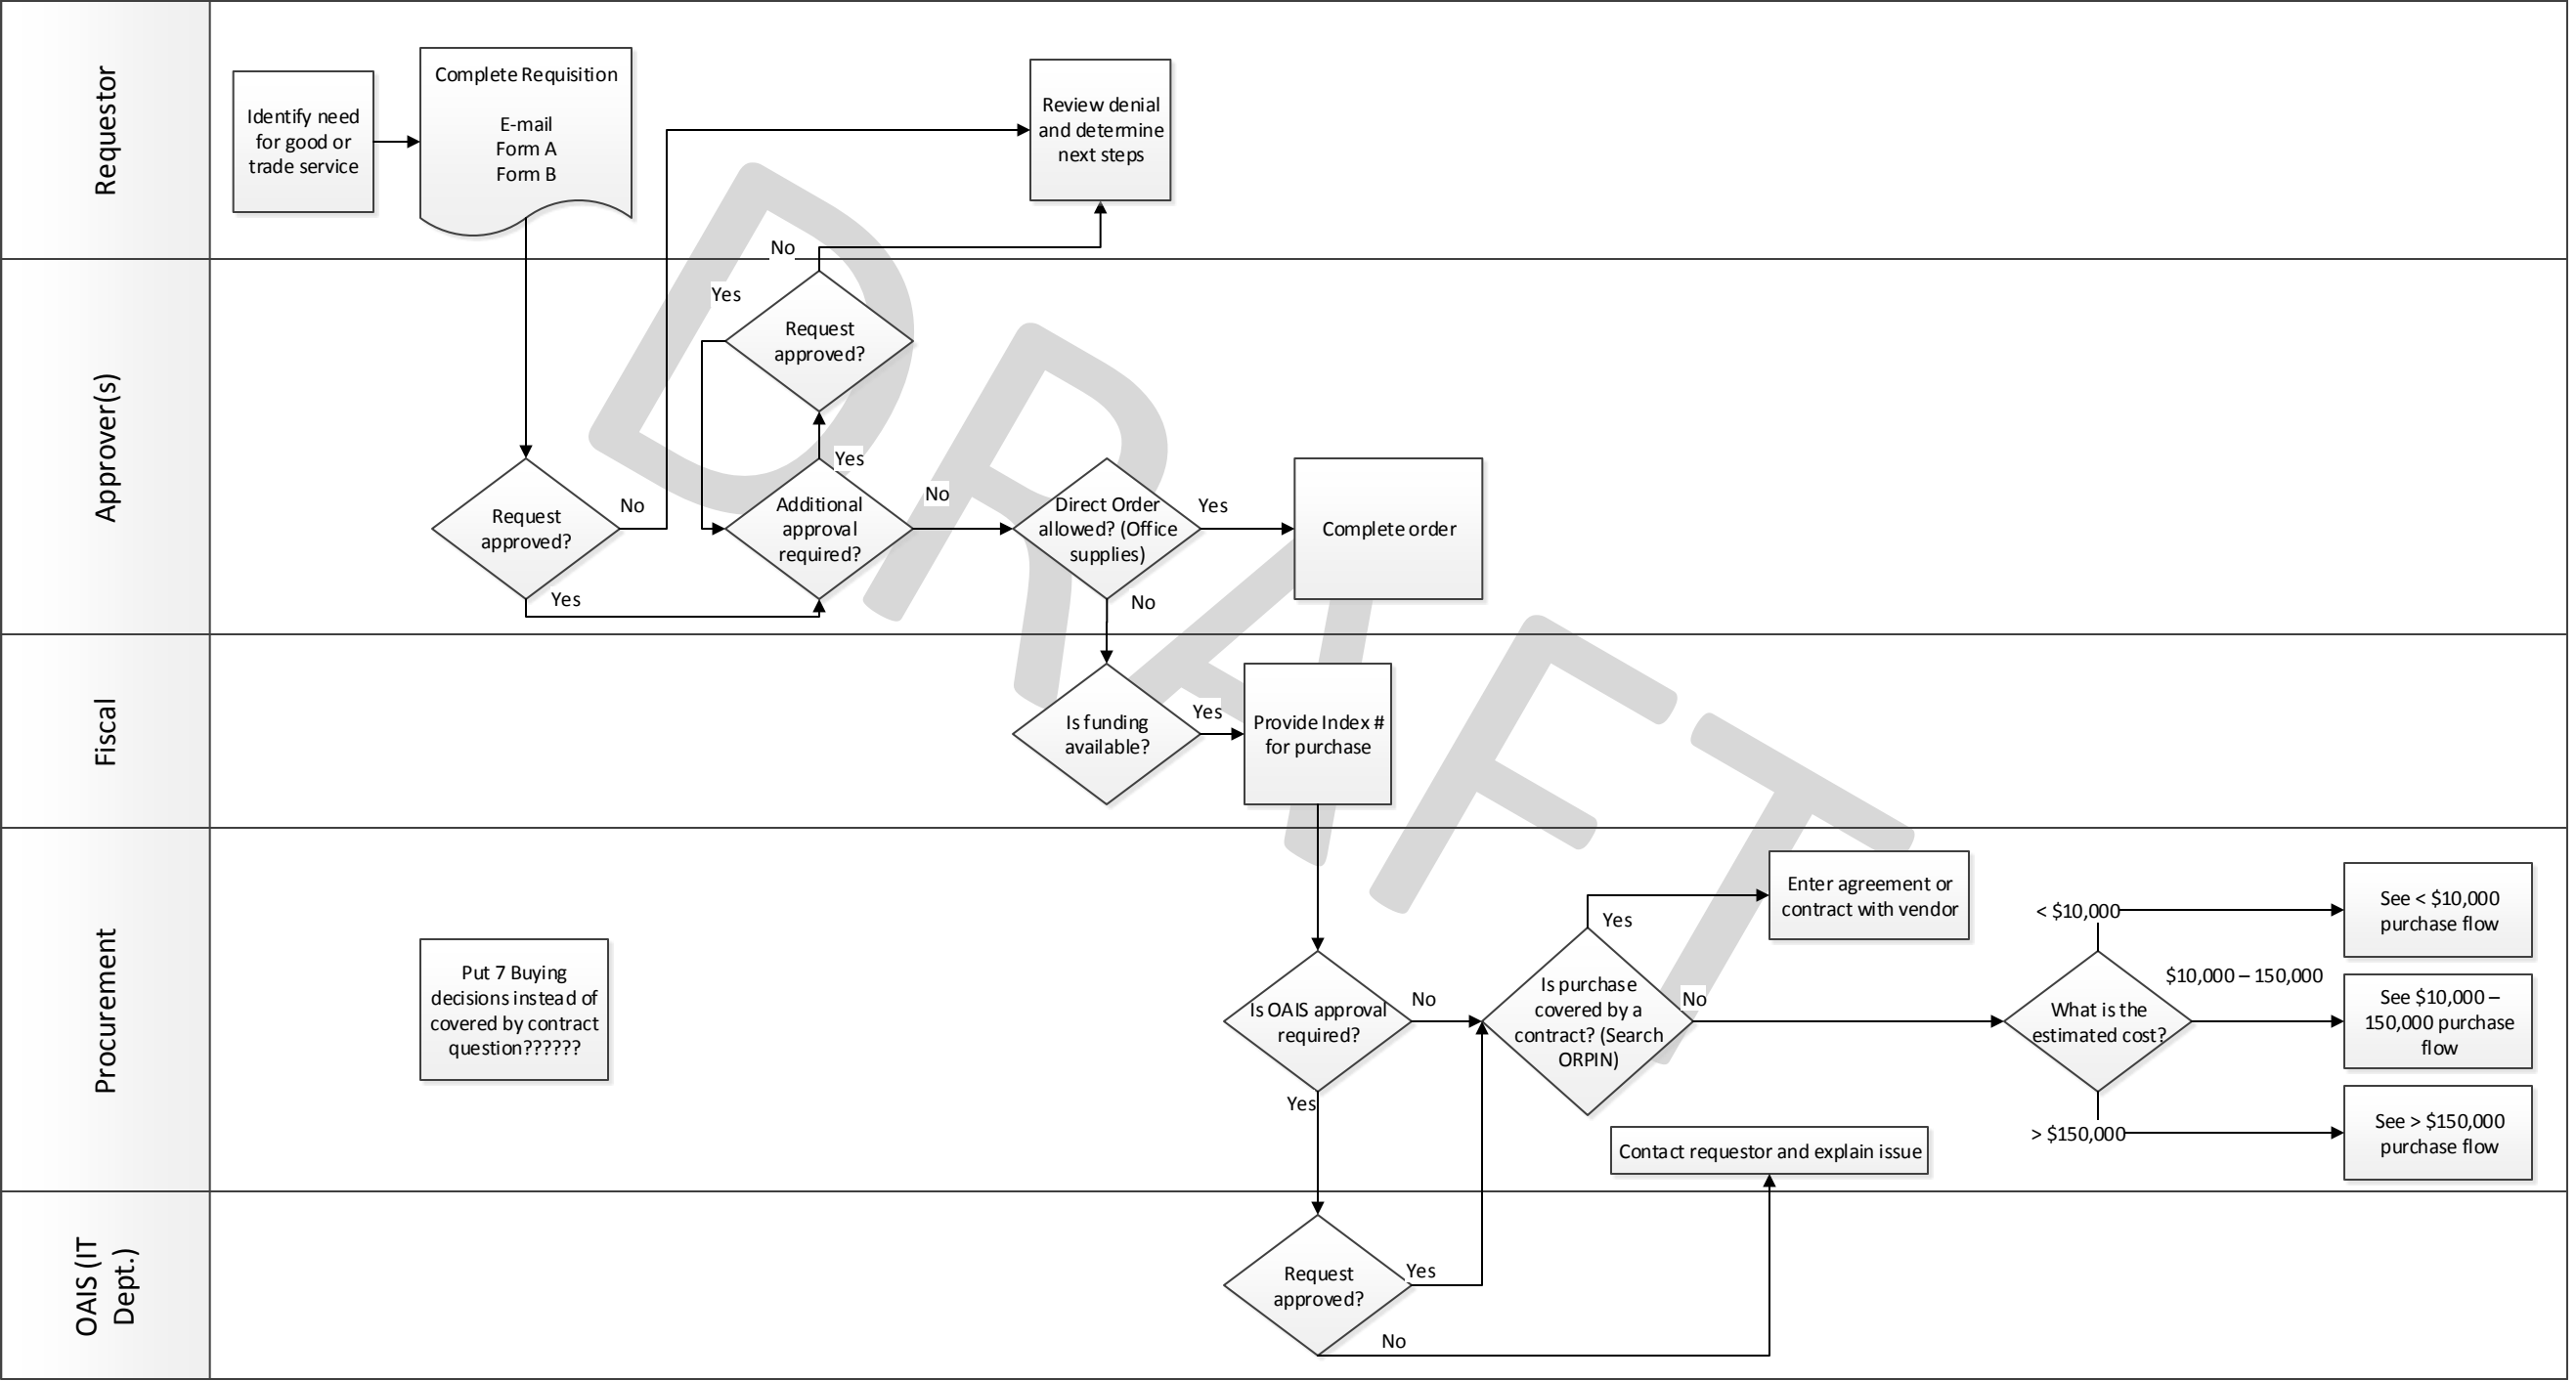 Requestor
Identify need
for good or
trade service
Complete Requisition
E-mail
Form A
Form B
Review denial
and determine
next steps
No
Approver(s)
Yes
Request
approved?
Yes
Request
approved?
No
Yes
Additional
approval
required?
No
Direct Order
allowed? (Office
supplies)
Yes
No
Complete order
Fiscal
Is funding
available?
Yes
Provide Index #
for purchase
Procurement
Put 7 Buying
decisions instead of
covered by contract
question??????
Is OAIS approval
required?
No
Yes
Is purchase
covered by a
contract? (Search
ORPIN)
Yes
No
Enter agreement or
contract with vendor
Contact requestor and explain issue
What is the
estimated cost?
< $10,000
$10,000 – 150,000
> $150,000
See < $10,000
purchase flow
See $10,000 –
150,000 purchase
flow
See > $150,000
purchase flow
OAIS (IT
Dept.)
Request
approved?
Yes
No
DRAFT